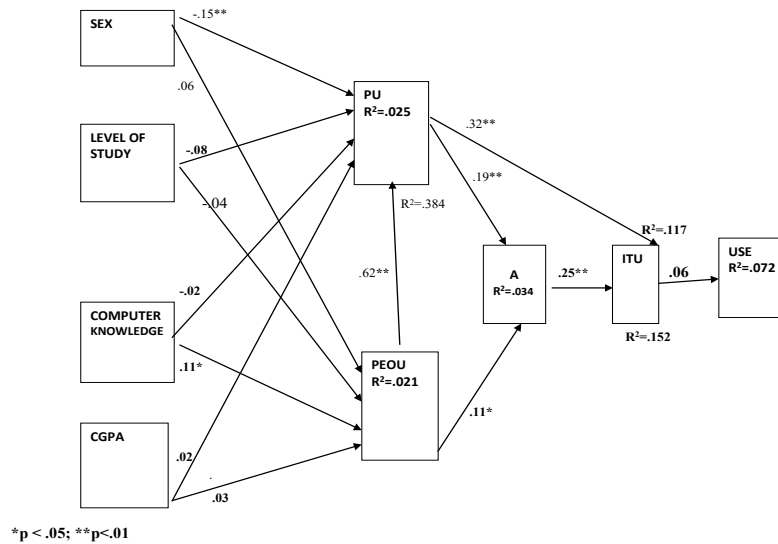 SEX
-.15**
.06
PU
R²=.025
LEVEL OF
STUDY
-.08
-.04
.32**
.19**
R²=.384
R²=.117
A
R²=.034
.25**
ITU
.06
USE
R²=.072
-.02
COMPUTER
KNOWLEDGE
.62**
R²=.152
.11*
PEOU
R²=.021
.11*
CGPA
.02
.
.03
*p < .05; **p<.01